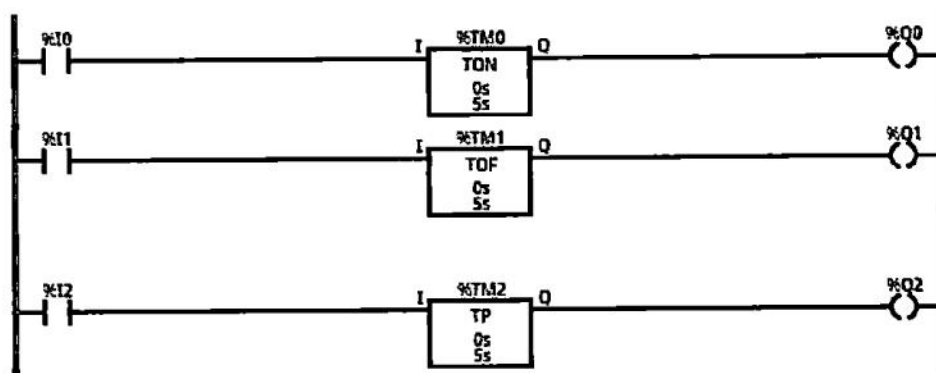 %I0 I %TM0 Q %Q0
TON
0s
5s
%I1 I %TM1 Q %Q1
TOF
0s
5s
%I2 I %TM2 Q %Q2
TP
0s
5s